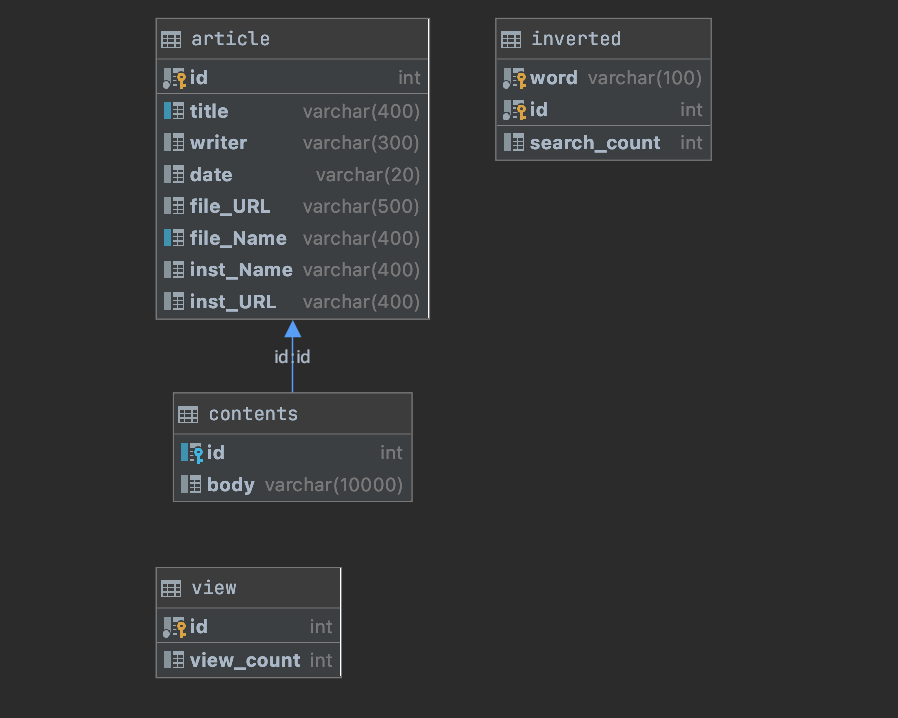 article
id int
title varchar(400)
writer varchar(300)
date varchar(20)
file_URL varchar(500)
file_Name varchar(400)
inst_Name varchar(400)
inst_URL varchar(400)
inverted
word varchar(100)
id int
search_count int
id:id
contents
id int
body varchar(10000)
view
id int
view_count int